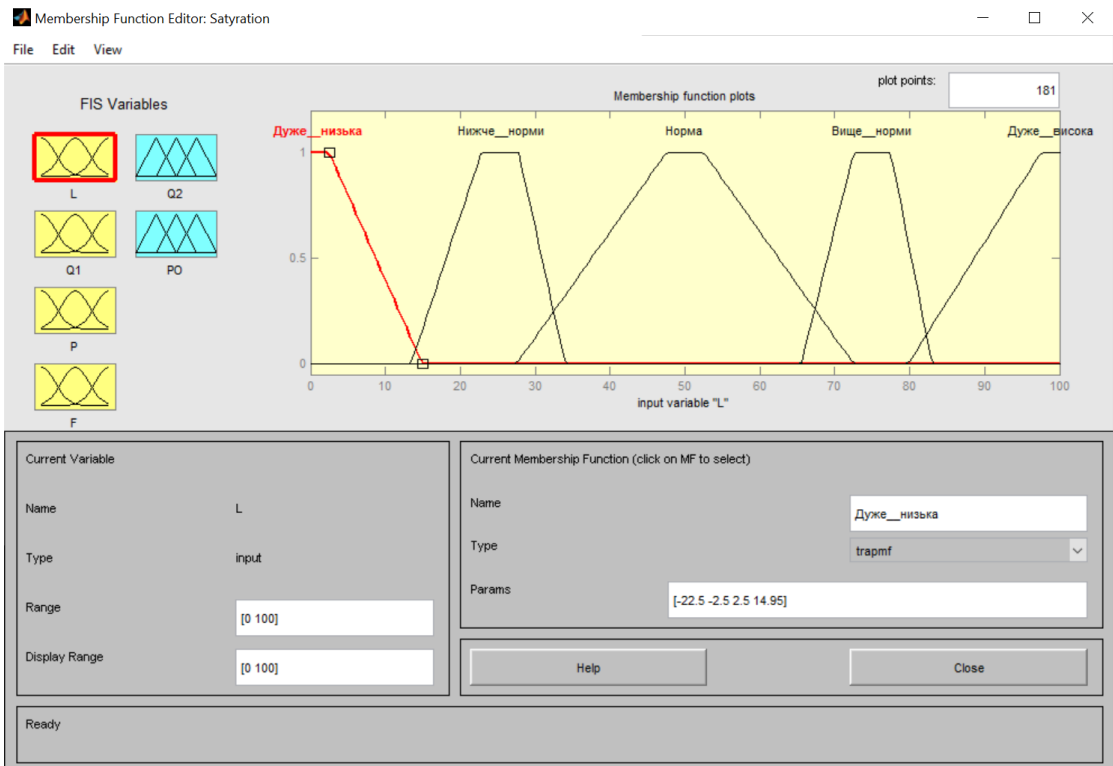 Membership Function Editor: Satyration
File Edit View
FIS Variables
L
Q2
Q1
PO
P
F
plot points:
181
Membership function plots
Дуже__низька Нижче__норми Норма Вище__норми Дуже__висока
1
0.5
0
0 10 20 30 40 50 60 70 80 90 100
input variable "L"
Current Variable
Name L
Type input
Range [0 100]
Display Range [0 100]
Current Membership Function (click on MF to select)
Name Дуже__низька
Type trapmf
Params [-22.5 -2.5 2.5 14.95]
Help Close
Ready